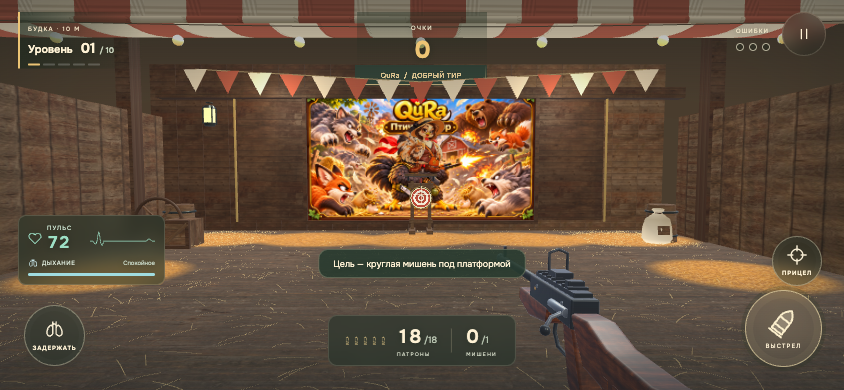 БУДКА · 10 М
Уровень 01 / 10
ОЧКИ
0
QuRa / ДОБРЫЙ ТИР
ОШИБКИ
QuRa
ПУЛЬС
72
ДЫХАНИЕ
Спокойное
ЗАДЕРЖАТЬ
Цель — круглая мишень под платформой
18 /18
ПАТРОНЫ
0 /1
МИШЕНИ
ПРИЦЕЛ
ВЫСТРЕЛ